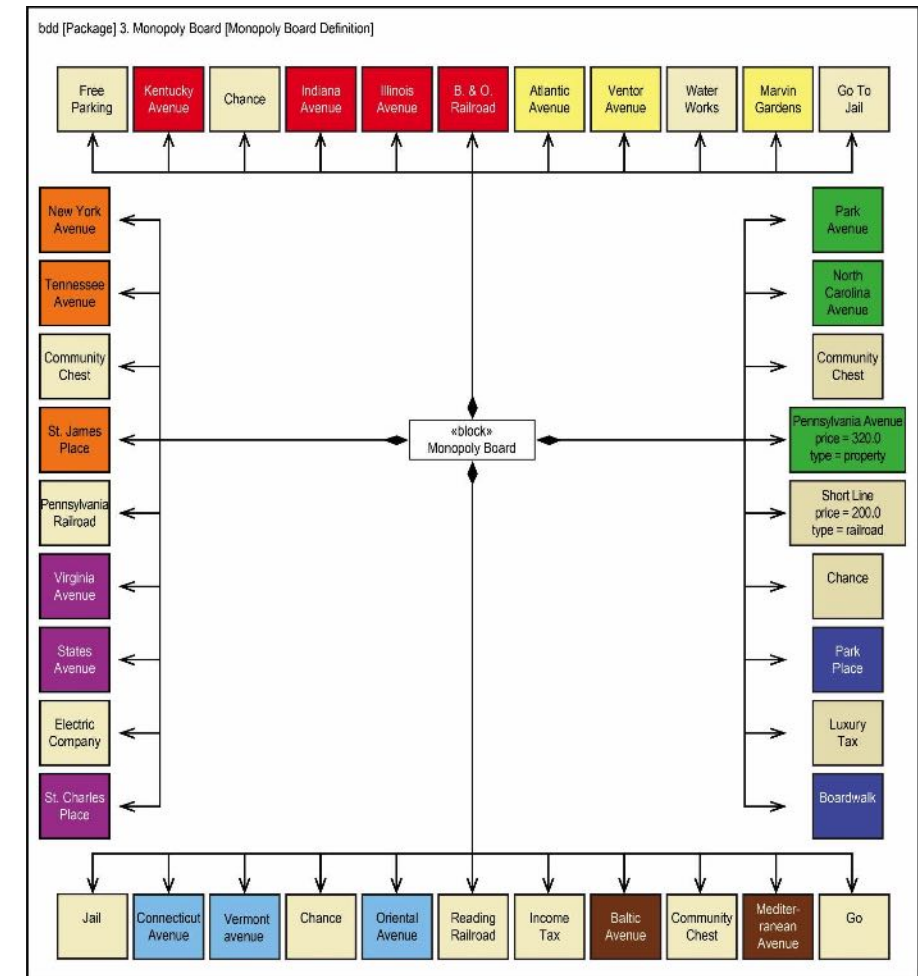 bdd [Package] 3. Monopoly Board [Monopoly Board Definition]
Free
Parking
Kentucky
Avenue
Chance
Indiana
Avenue
Illinois
Avenue
B. & O.
Railroad
Atlantic
Avenue
Ventor
Avenue
Water
Works
Marvin
Gardens
Go To
Jail
New York
Avenue
Tennessee
Avenue
Community
Chest
St. James
Place
Pennsylvania
Railroad
Virginia
Avenue
States
Avenue
Electric
Company
St. Charles
Place
«block»
Monopoly Board
Park
Avenue
North
Carolina
Avenue
Community
Chest
Pennsylvania Avenue
price = 320.0
type = property
Short Line
price = 200.0
type = railroad
Chance
Park
Place
Luxury
Tax
Boardwalk
Jail
Connecticut
Avenue
Vermont
avenue
Chance
Oriental
Avenue
Reading
Railroad
Income
Tax
Baltic
Avenue
Community
Chest
Mediter-
ranean
Avenue
Go